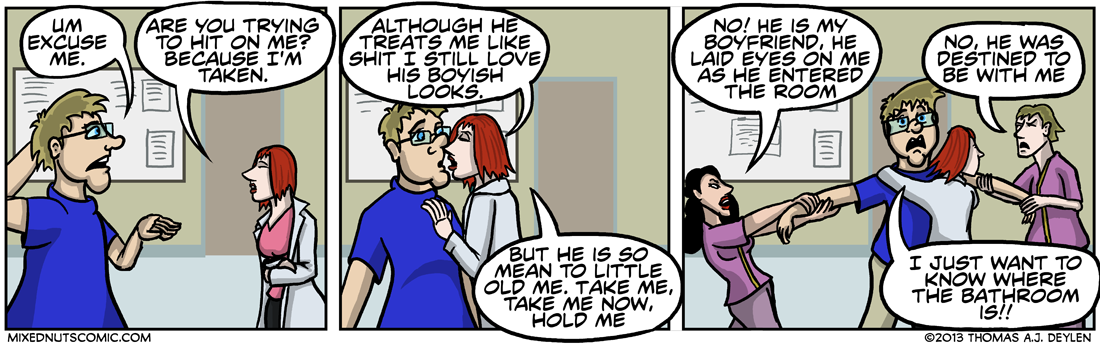 UM
EXCUSE
ME.
ARE YOU TRYING
TO HIT ON ME?
BECAUSE I'M
TAKEN.
ALTHOUGH HE
TREATS ME LIKE
SHIT I STILL LOVE
HIS BOYISH
LOOKS.
BUT HE IS SO
MEAN TO LITTLE
OLD ME. TAKE ME,
TAKE ME NOW,
HOLD ME
NO! HE IS MY
BOYFRIEND, HE
LAID EYES ON ME
AS HE ENTERED
THE ROOM
NO, HE WAS
DESTINED TO
BE WITH ME
I JUST WANT TO
KNOW WHERE
THE BATHROOM
IS!!
MIXEDNUTSCOMIC.COM
©2013 THOMAS A.J. DEYLEN